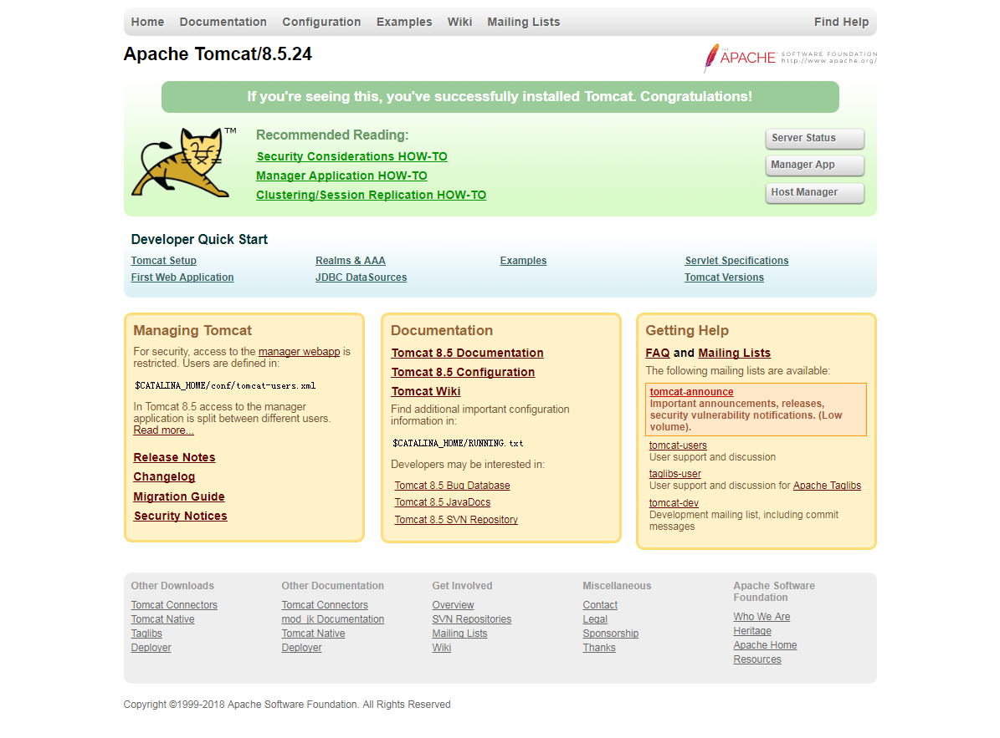 Home Documentation Configuration Examples Wiki Mailing Lists Find Help
Apache Tomcat/8.5.24
THE
APACHE
SOFTWARE FOUNDATION
http://www.apache.org/
If you're seeing this, you've successfully installed Tomcat. Congratulations!
TM
Recommended Reading:
Security Considerations HOW-TO
Manager Application HOW-TO
Clustering/Session Replication HOW-TO
Server Status
Manager App
Host Manager
Developer Quick Start
Tomcat Setup
First Web Application
Realms & AAA
JDBC DataSources
Examples
Servlet Specifications
Tomcat Versions
Managing Tomcat
For security, access to the manager webapp is
restricted. Users are defined in:
$CATALINA_HOME/conf/tomcat-users.xml
In Tomcat 8.5 access to the manager
application is split between different users.
Read more...
Release Notes
Changelog
Migration Guide
Security Notices
Documentation
Tomcat 8.5 Documentation
Tomcat 8.5 Configuration
Tomcat Wiki
Find additional important configuration
information in:
$CATALINA_HOME/RUNNING.txt
Developers may be interested in:
Tomcat 8.5 Bug Database
Tomcat 8.5 JavaDocs
Tomcat 8.5 SVN Repository
Getting Help
FAQ and Mailing Lists
The following mailing lists are available:
tomcat-announce
Important announcements, releases,
security vulnerability notifications. (Low
volume).
tomcat-users
User support and discussion
taglibs-user
User support and discussion for Apache Taglibs
tomcat-dev
Development mailing list, including commit
messages
Other Downloads
Tomcat Connectors
Tomcat Native
Taglibs
Deployer
Other Documentation
Tomcat Connectors
mod_jk Documentation
Tomcat Native
Deployer
Get Involved
Overview
SVN Repositories
Mailing Lists
Wiki
Miscellaneous
Contact
Legal
Sponsorship
Thanks
Apache Software
Foundation
Who We Are
Heritage
Apache Home
Resources
Copyright ©1999-2018 Apache Software Foundation. All Rights Reserved